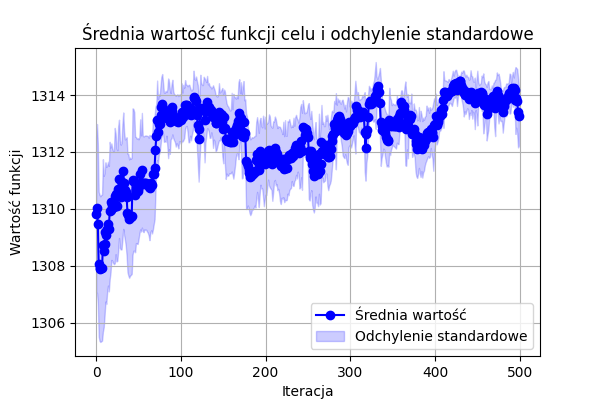 Średnia wartość funkcji celu i odchylenie standardowe
Wartość funkcji
1314
1312
1310
1308
1306
Średnia wartość
Odchylenie standardowe
0 100 200 300 400 500
Iteracja